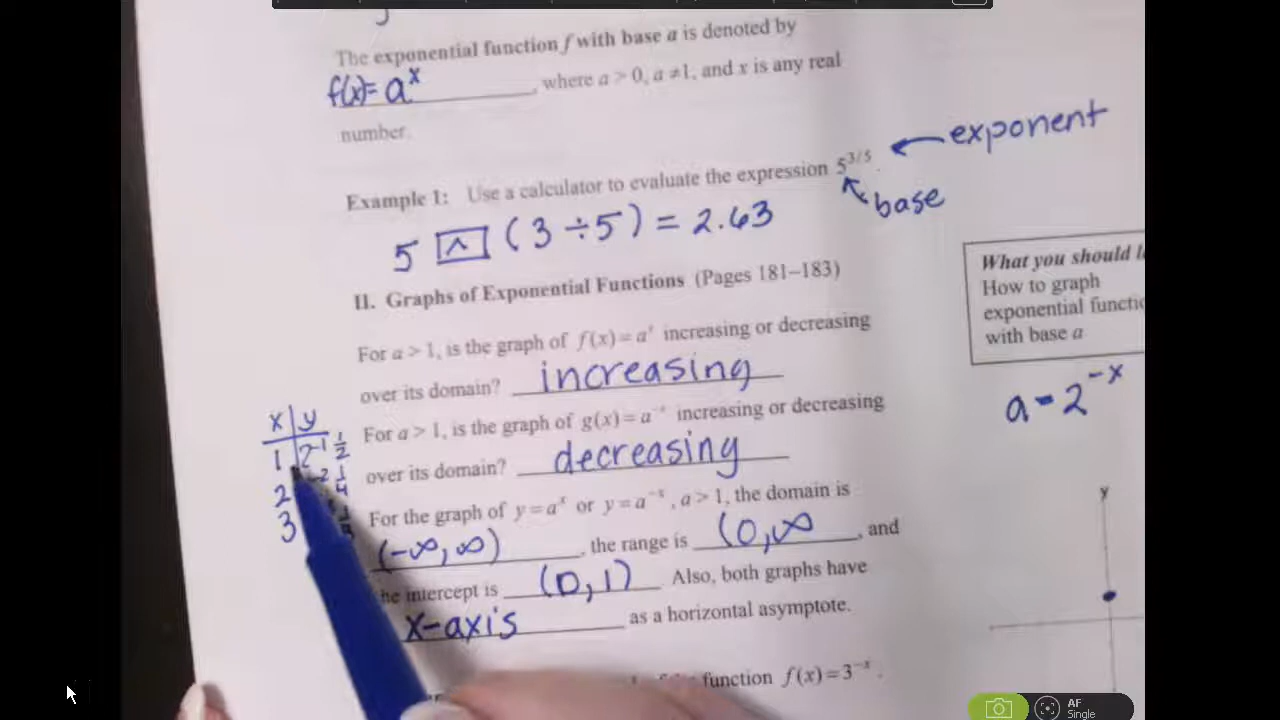 The exponential function f with base a is denoted by
f(x)= a^x , where a > 0, a ≠1, and x is any real
number.
Example 1: Use a calculator to evaluate the expression 5^3/5.
← exponent
base
5 [^] (3 ÷ 5) = 2.63
II. Graphs of Exponential Functions (Pages 181–183)
For a > 1, is the graph of f(x) = a^x increasing or decreasing
over its domain? increasing
For a > 1, is the graph of g(x) = a^-x increasing or decreasing
over its domain? decreasing
For the graph of y = a^x or y = a^-x, a > 1, the domain is
(-∞, ∞) , the range is (0, ∞ , and
he intercept is (0, 1) . Also, both graphs have
x-axis as a horizontal asymptote.
function f(x) = 3^-x.
x | y
1 2^-1 1/2
2 -2 1/4
3
What you should l
How to graph
exponential functio
with base a
a = 2^-x
y
AF
Single